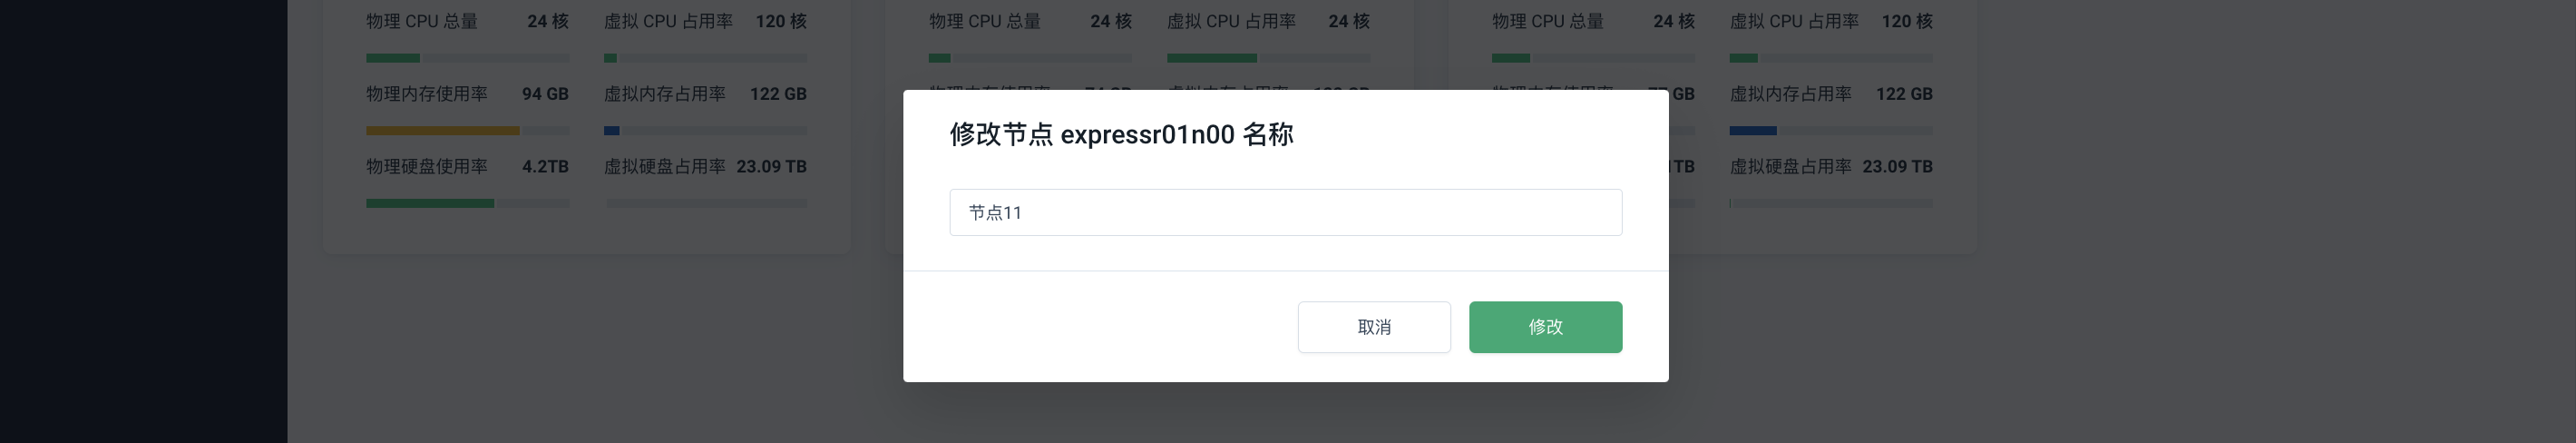 物理 CPU 总量 24 核 虚拟 CPU 占用率 120 核
物理内存使用率 94 GB 虚拟内存占用率 122 GB
物理硬盘使用率 4.2TB 虚拟硬盘占用率 23.09 TB
物理 CPU 总量 24 核 虚拟 CPU 占用率 24 核
物理 CPU 总量 24 核 虚拟 CPU 占用率 120 核
GB 虚拟内存占用率 122 GB
TB 虚拟硬盘占用率 23.09 TB
修改节点 expressr01n00 名称
节点11
取消
修改